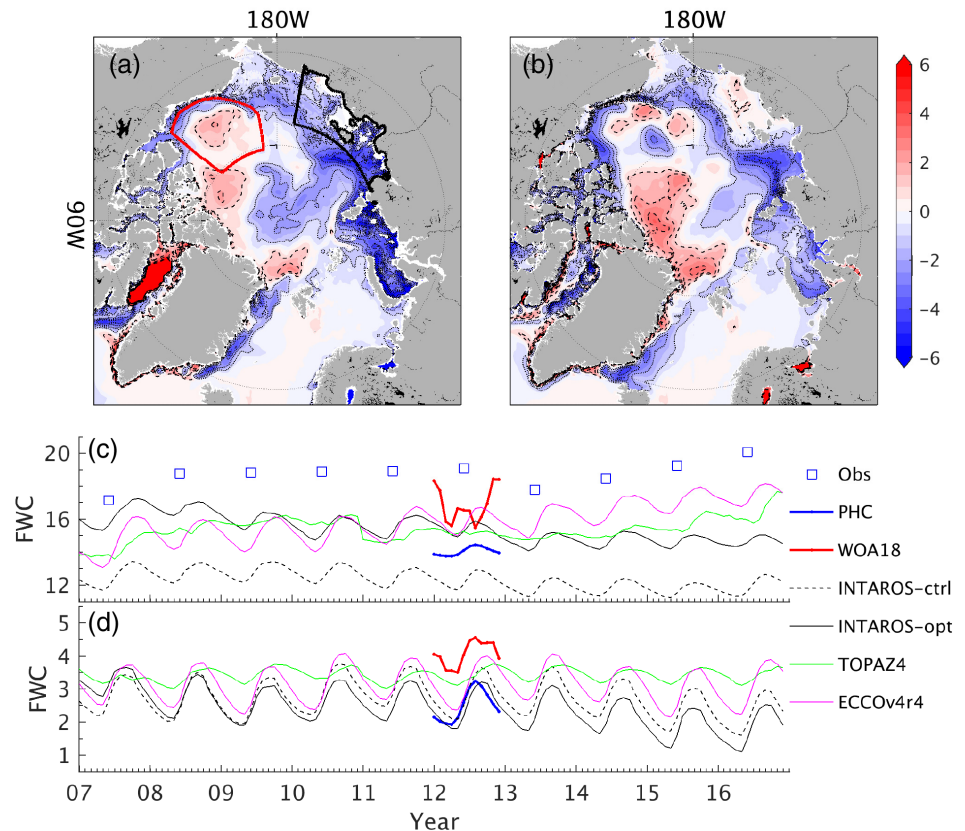 180W
180W
(a)
(b)
90W
6
4
2
0
−2
−4
−6
(c)
20
16
12
FWC
Obs
PHC
WOA18
INTAROS-ctrl
INTAROS-opt
TOPAZ4
ECCOv4r4
(d)
5
4
3
2
1
FWC
07 08 09 10 11 12 13 14 15 16
Year